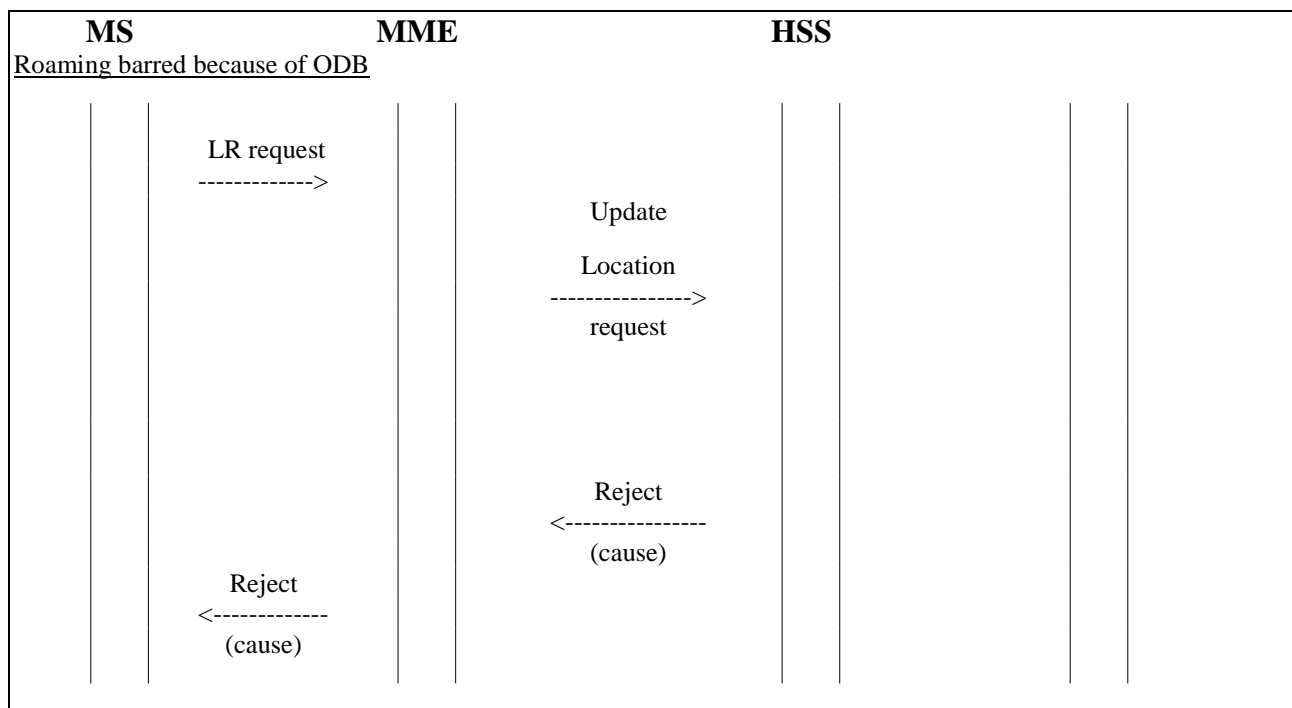 MS MME HSS
Roaming barred because of ODB
LR request
------------->
Update
Location
---------------->
request
Reject
<----------------
(cause)
Reject
<-------------
(cause)